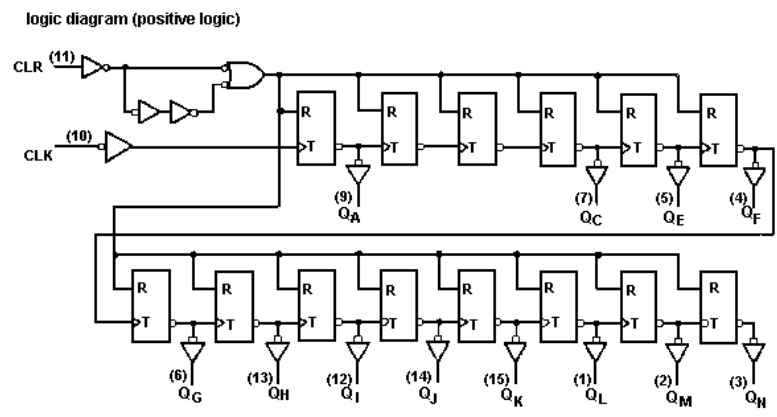 logic diagram (positive logic)
CLR (11)
R R R R R R
CLK (10)
T T T T T T
(9) (7) (5) (4)
QA QC QE QF
R R R R R R R R
T T T T T T T T
(6) (13) (12) (14) (15) (1) (2) (3)
QG QH QI QJ QK QL QM QN